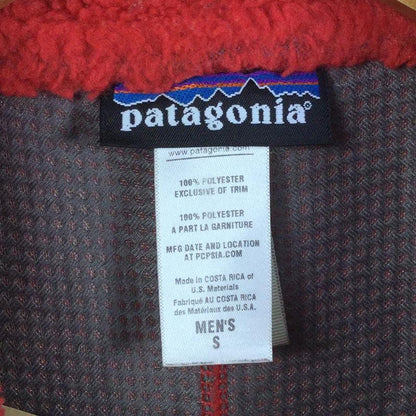 patagonia®
www.patagonia.
100% POLYESTER
EXCLUSIVE OF TRIM
100% POLYESTER
A PART LA GARNITURE
MFG DATE AND LOCATION
AT PCPSIA.COM
Made in COSTA RICA of
U.S. Materials
Fabriqué AU COSTA RICA
des Matériaux des U.S.A.
MEN'S
S